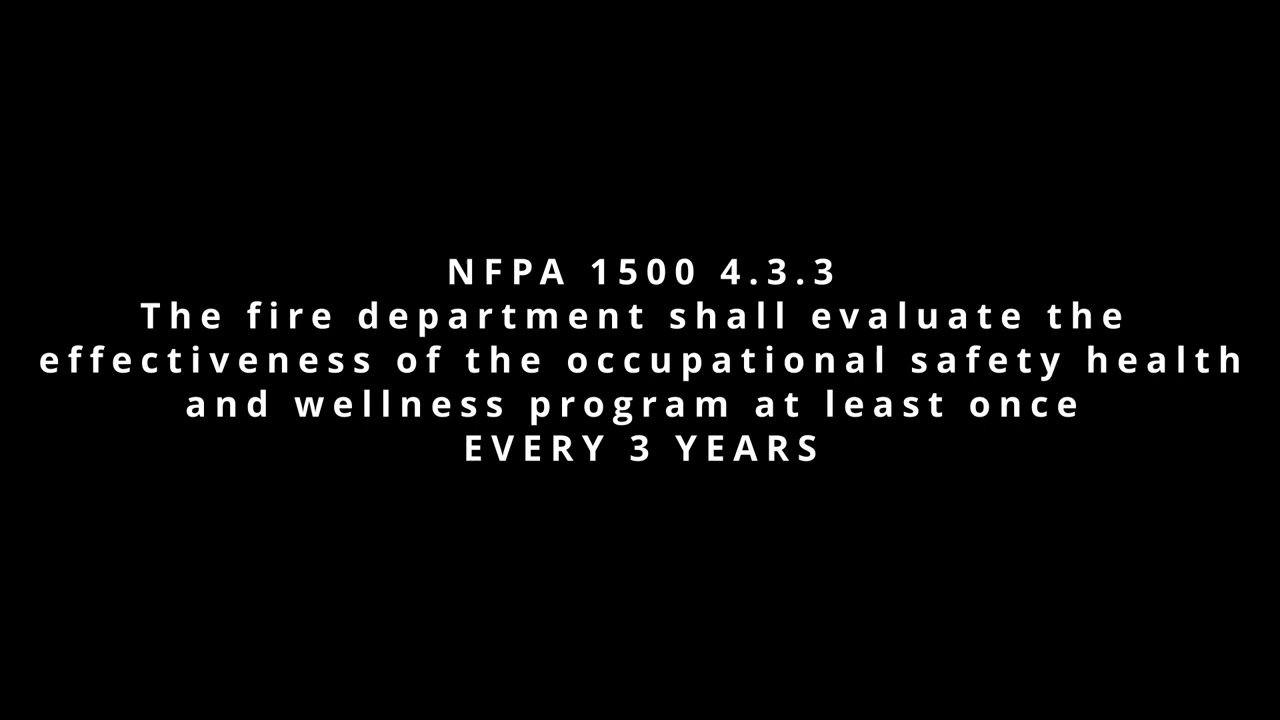 NFPA 1500 4.3.3
The fire department shall evaluate the
effectiveness of the occupational safety health
and wellness program at least once
EVERY 3 YEARS